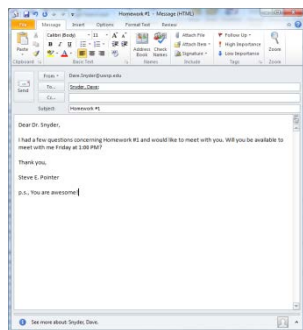 Homework #1 - Message (HTML)
File Message Insert Options Format Text Review
Calibri (Body) 11
Paste
B I U
Address Book
Check Names
Attach File
Attach Item
Signature
Follow Up
High Importance
Low Importance
Zoom
Clipboard Basic Text Names Include Tags Zoom
Send
From
To... Snyder, Dave;
Cc...
Subject: Homework #1
Dear Dr. Snyder,
I had a few questions concerning Homework #1 and would like to meet with you. Will you be available to
meet with me Friday at 1:00 PM?
Thank you,
Steve E. Pointer
p.s., You are awesome!
See more about: Snyder, Dave.